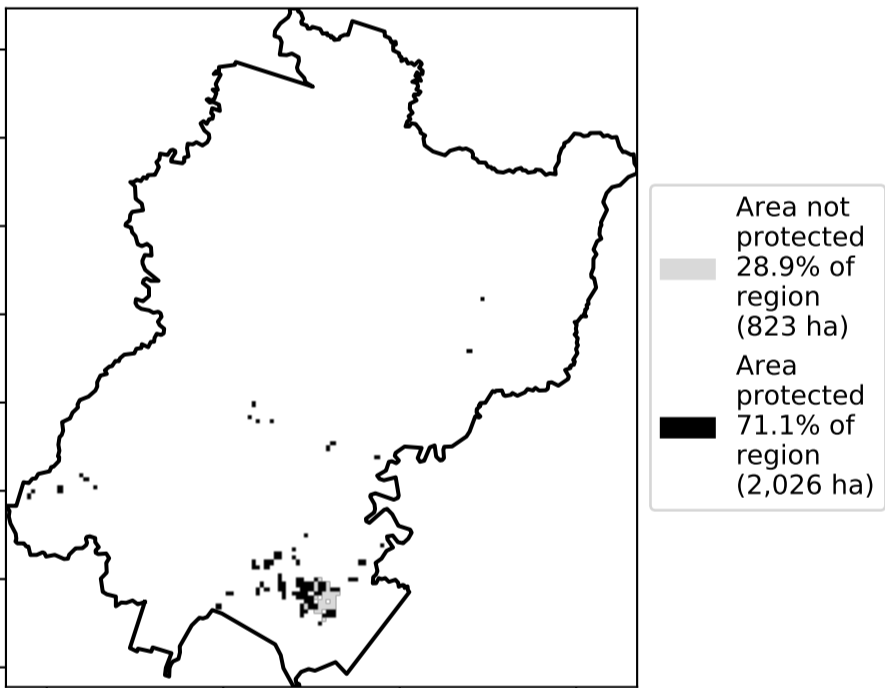 Area not
protected
28.9% of
region
(823 ha)
Area
protected
71.1% of
region
(2,026 ha)